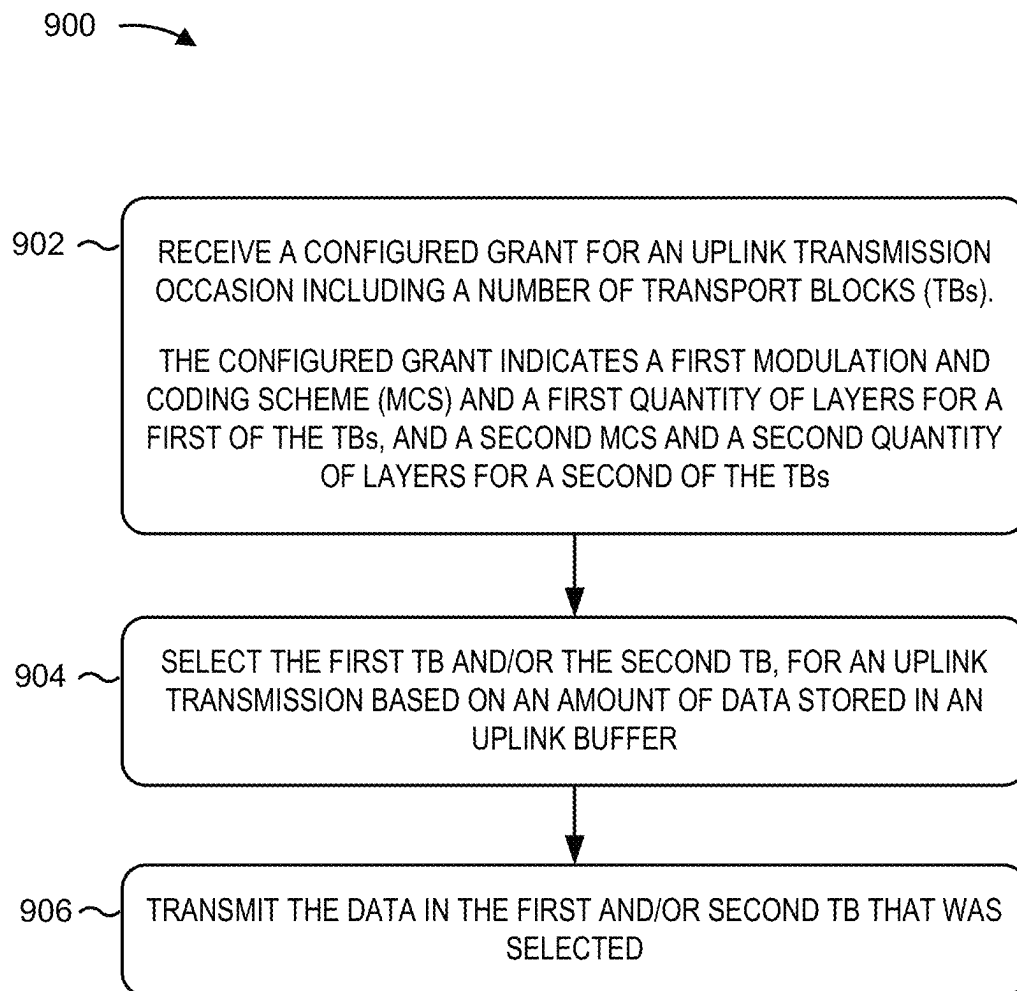 900
902
RECEIVE A CONFIGURED GRANT FOR AN UPLINK TRANSMISSION
OCCASION INCLUDING A NUMBER OF TRANSPORT BLOCKS (TBs).
THE CONFIGURED GRANT INDICATES A FIRST MODULATION AND
CODING SCHEME (MCS) AND A FIRST QUANTITY OF LAYERS FOR A
FIRST OF THE TBs, AND A SECOND MCS AND A SECOND QUANTITY
OF LAYERS FOR A SECOND OF THE TBs
904
SELECT THE FIRST TB AND/OR THE SECOND TB, FOR AN UPLINK
TRANSMISSION BASED ON AN AMOUNT OF DATA STORED IN AN
UPLINK BUFFER
906
TRANSMIT THE DATA IN THE FIRST AND/OR SECOND TB THAT WAS
SELECTED